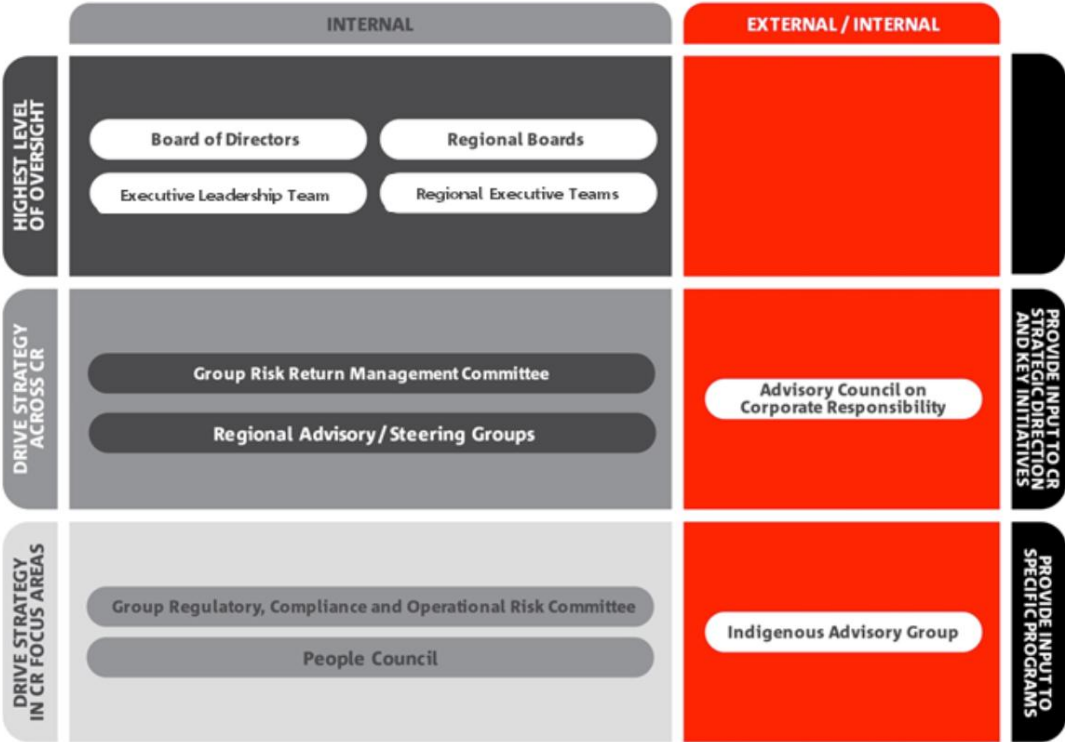 INTERNAL
EXTERNAL / INTERNAL
HIGHEST LEVEL
OF OVERSIGHT
Board of Directors
Regional Boards
Executive Leadership Team
Regional Executive Teams
DRIVE STRATEGY
ACROSS CR
Group Risk Return Management Committee
Regional Advisory / Steering Groups
Advisory Council on
Corporate Responsibility
PROVIDE INPUT TO CR
STRATEGIC DIRECTION
AND KEY INITIATIVES
DRIVE STRATEGY
IN CR FOCUS AREAS
Group Regulatory, Compliance and Operational Risk Committee
People Council
Indigenous Advisory Group
PROVIDE INPUT TO
SPECIFIC PROGRAMS